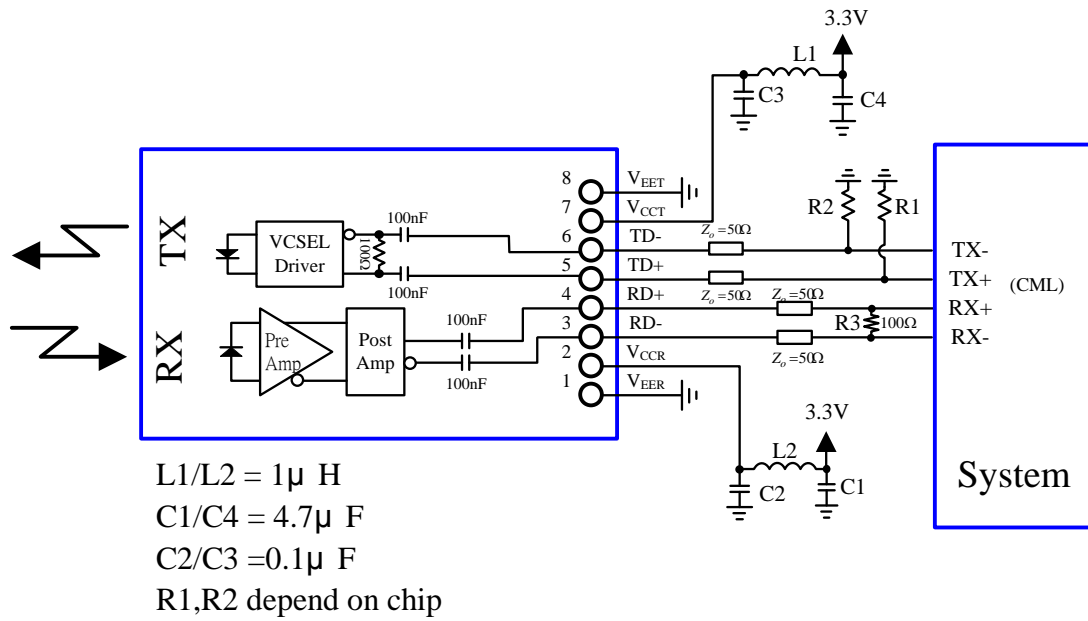 3.3V
L1
C3
C4
8
VEET
7
VCCT
R2
R1
TX
VCSEL
Driver
100nF
100Ω
100nF
6
TD-
Zo=50Ω
TX-
5
TD+
Zo=50Ω
TX+
(CML)
4
RD+
Zo=50Ω
RX+
R3
100Ω
3
RD-
Zo=50Ω
RX-
RX
Pre
Amp
Post
Amp
100nF
100nF
2
VCCR
1
VEER
3.3V
L2
C2
C1
System
L1/L2 = 1μ H
C1/C4 = 4.7μ F
C2/C3 =0.1μ F
R1,R2 depend on chip